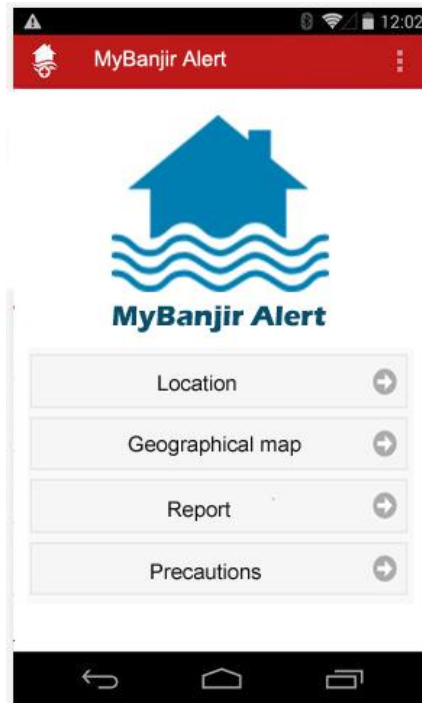 12:02
MyBanjir Alert
MyBanjir Alert
Location
Geographical map
Report
Precautions